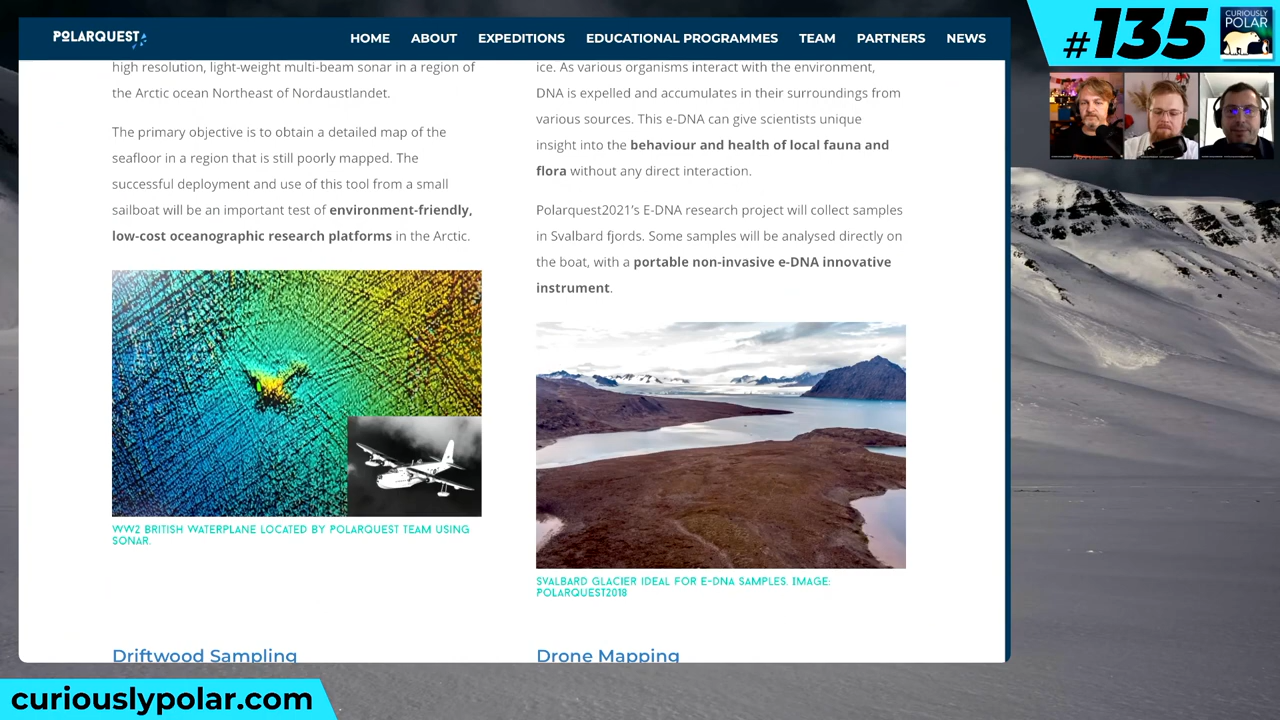 POLARQUEST
HOME ABOUT EXPEDITIONS EDUCATIONAL PROGRAMMES TEAM PARTNERS NEWS
#135
CURIOUSLY
POLAR
high resolution, light-weight multi-beam sonar in a region of
the Arctic ocean Northeast of Nordaustlandet.
The primary objective is to obtain a detailed map of the
seafloor in a region that is still poorly mapped. The
successful deployment and use of this tool from a small
sailboat will be an important test of environment-friendly,
low-cost oceanographic research platforms in the Arctic.
WW2 BRITISH WATERPLANE LOCATED BY POLARQUEST TEAM USING
SONAR.
ice. As various organisms interact with the environment,
DNA is expelled and accumulates in their surroundings from
various sources. This e-DNA can give scientists unique
insight into the behaviour and health of local fauna and
flora without any direct interaction.
Polarquest2021's E-DNA research project will collect samples
in Svalbard fjords. Some samples will be analysed directly on
the boat, with a portable non-invasive e-DNA innovative
instrument.
SVALBARD GLACIER IDEAL FOR E-DNA SAMPLES. IMAGE:
POLARQUEST2018
Driftwood Sampling
Drone Mapping
curiouslypolar.com